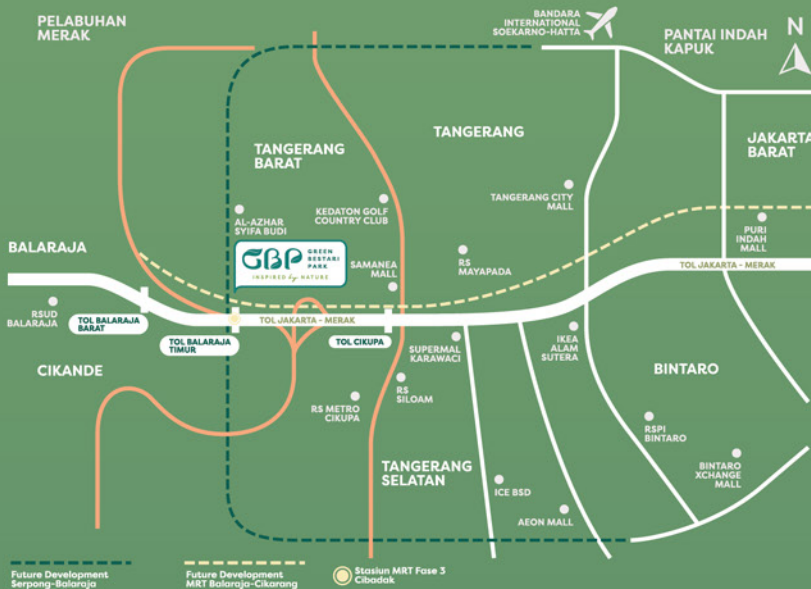 PELABUHAN
MERAK
BANDARA
INTERNATIONAL
SOEKARNO-HATTA
PANTAI INDAH
KAPUK
N
TANGERANG
BARAT
TANGERANG
JAKARTA
BARAT
TANGERANG CITY
MALL
KEDATON GOLF
COUNTRY CLUB
AL-AZHAR
SYIFA BUDI
PURI
INDAH
MALL
BALARAJA
GBP
GREEN
BESTARI
PARK
INSPIRED by NATURE
SAMANEA
MALL
RS
MAYAPADA
TOL JAKARTA - MERAK
RSUD
BALARAJA
TOL BALARAJA
BARAT
TOL BALARAJA
TIMUR
TOL JAKARTA - MERAK
TOL CIKUPA
SUPERMAL
KARAWACI
IKEA
ALAM
SUTERA
CIKANDE
BINTARO
RS METRO
CIKUPA
RS
SILOAM
RSPI
BINTARO
TANGERANG
SELATAN
BINTARO
XCHANGE
MALL
ICE BSD
AEON MALL
Future Development
Serpong-Balaraja
Future Development
MRT Balaraja-Cikarang
Stasiun MRT Fase 3
Cibadak